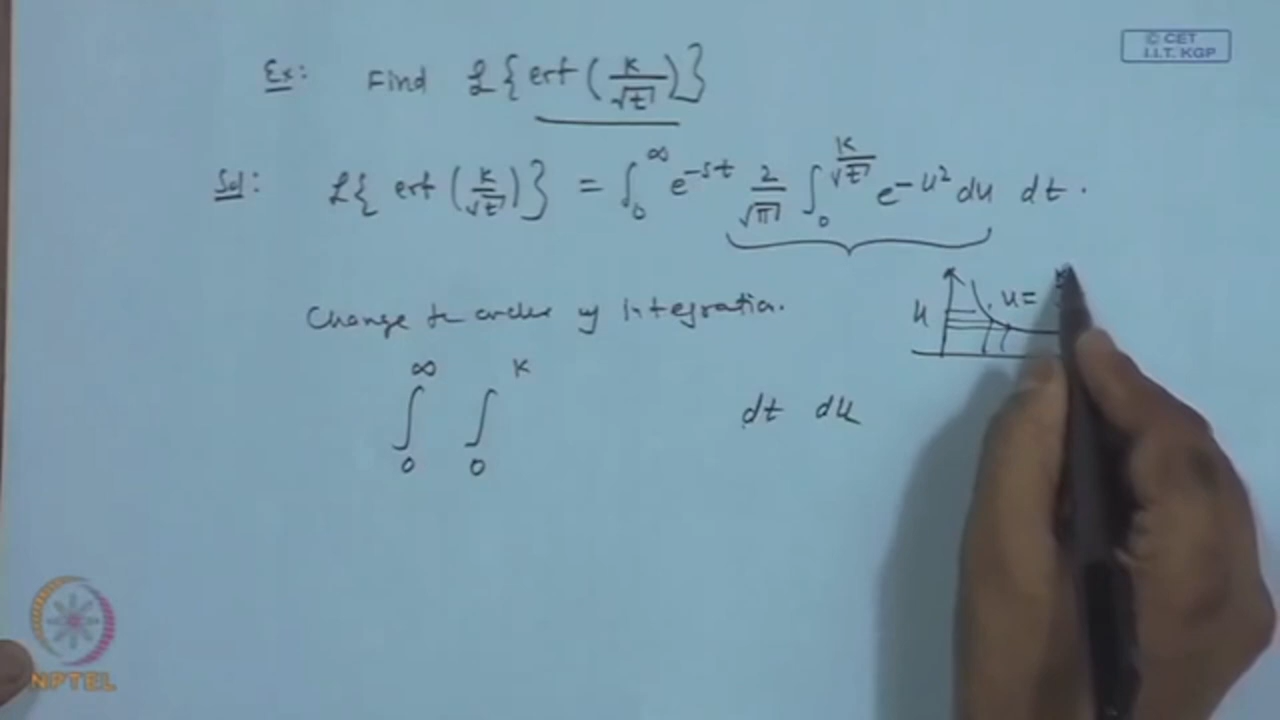 © CET
I.I.T. KGP
Ex: Find L{erf(K/√t)}
Sol: L{erf(K/√t)} = ∫₀^∞ e^{-st} 2/√π ∫₀^{K/√t} e^{-u²} du dt.
Change the order of integration.
u u=
∫₀^∞ ∫₀^K dt du
NPTEL